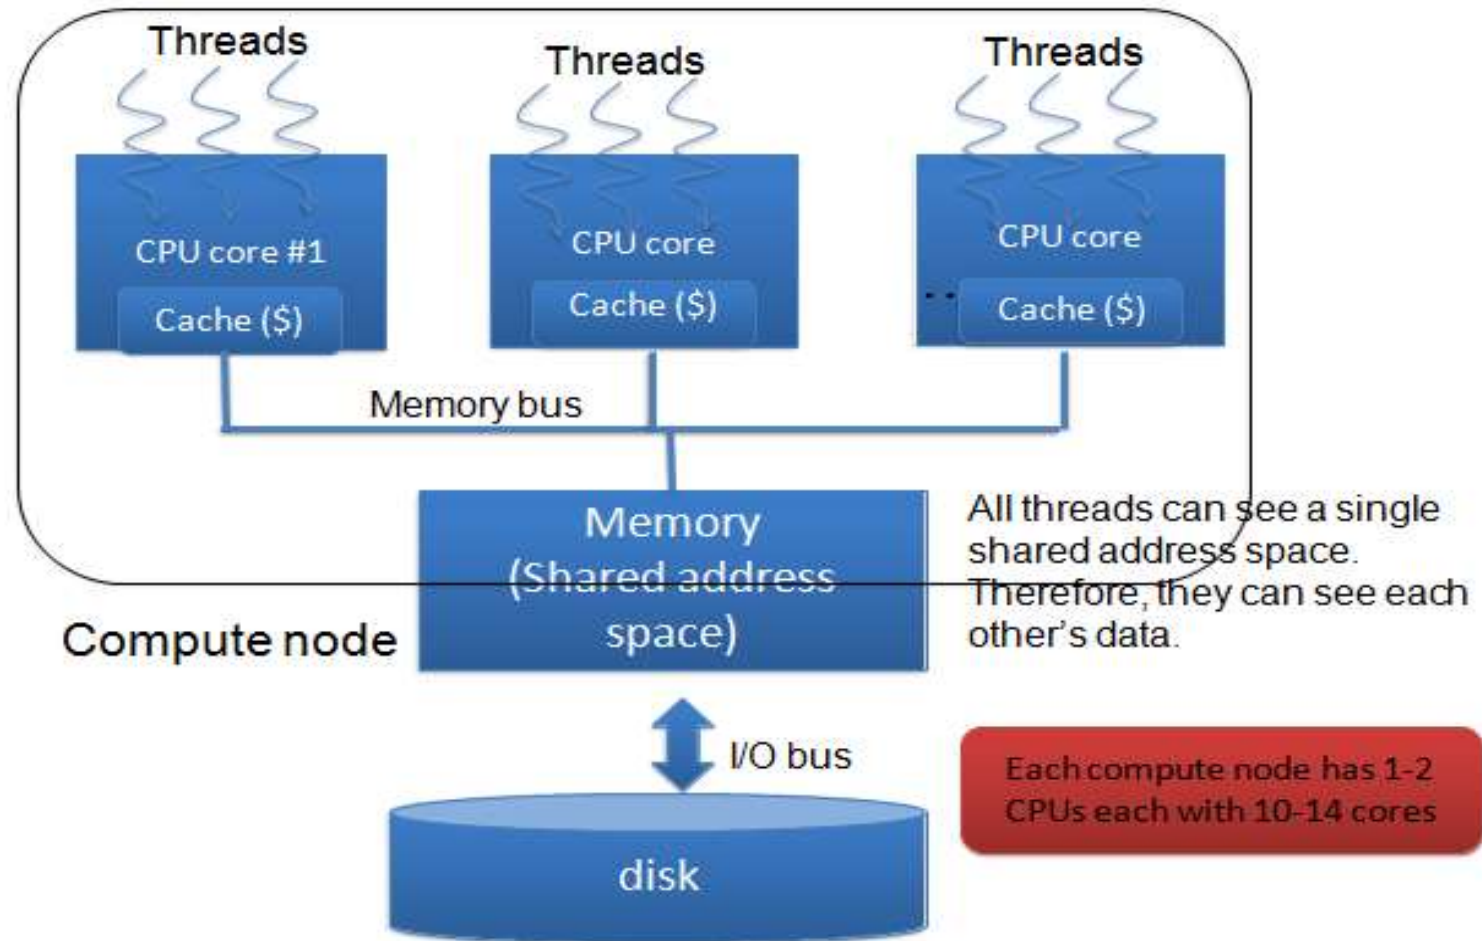 Threads
Threads
Threads
CPU core #1
CPU core
CPU core
Cache ($)
Cache ($)
..
Cache ($)
Memory bus
Memory
(Shared address
space)
All threads can see a single
shared address space.
Therefore, they can see each
other's data.
Compute node
I/O bus
Each compute node has 1-2
CPUs each with 10-14 cores
disk